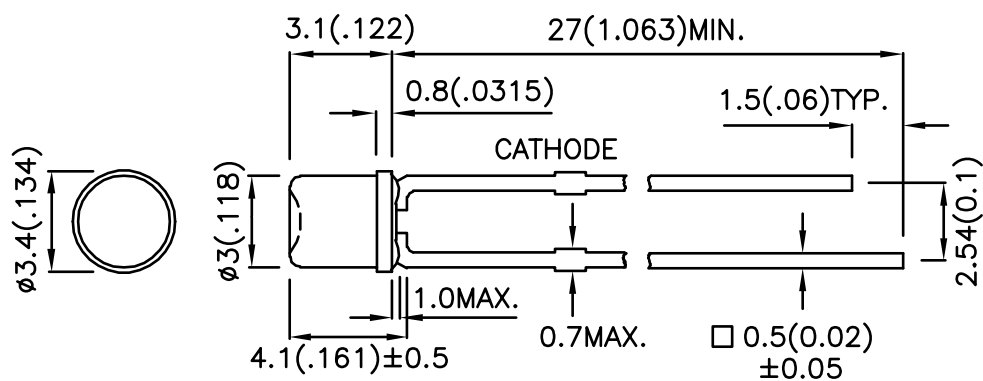 3.1(.122)
27(1.063)MIN.
0.8(.0315)
1.5(.06)TYP.
CATHODE
ø3.4(.134)
ø3(.118)
2.54(0.1)
1.0MAX.
0.7MAX.
□ 0.5(0.02)
±0.05
4.1(.161)±0.5